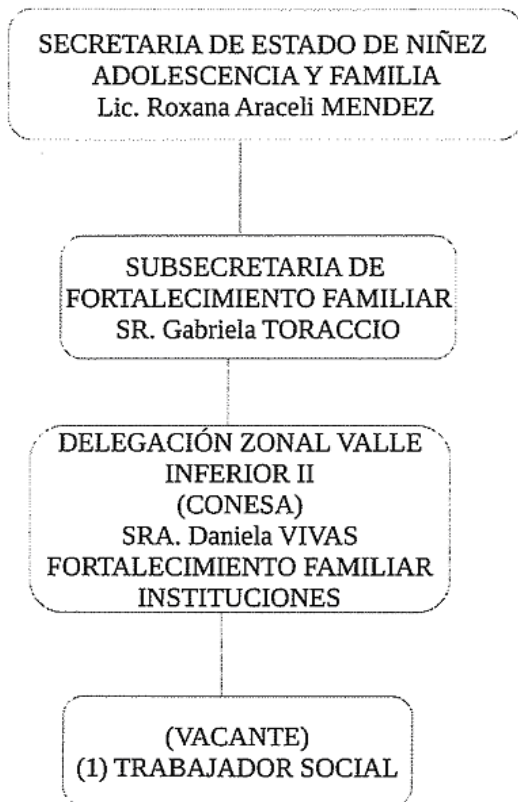 SECRETARIA DE ESTADO DE NIÑEZ
ADOLESCENCIA Y FAMILIA
Lic. Roxana Araceli MENDEZ
SUBSECRETARIA DE
FORTALECIMIENTO FAMILIAR
SR. Gabriela TORACCIO
DELEGACIÓN ZONAL VALLE
INFERIOR II
(CONESA)
SRA. Daniela VIVAS
FORTALECIMIENTO FAMILIAR
INSTITUCIONES
(VACANTE)
(1) TRABAJADOR SOCIAL